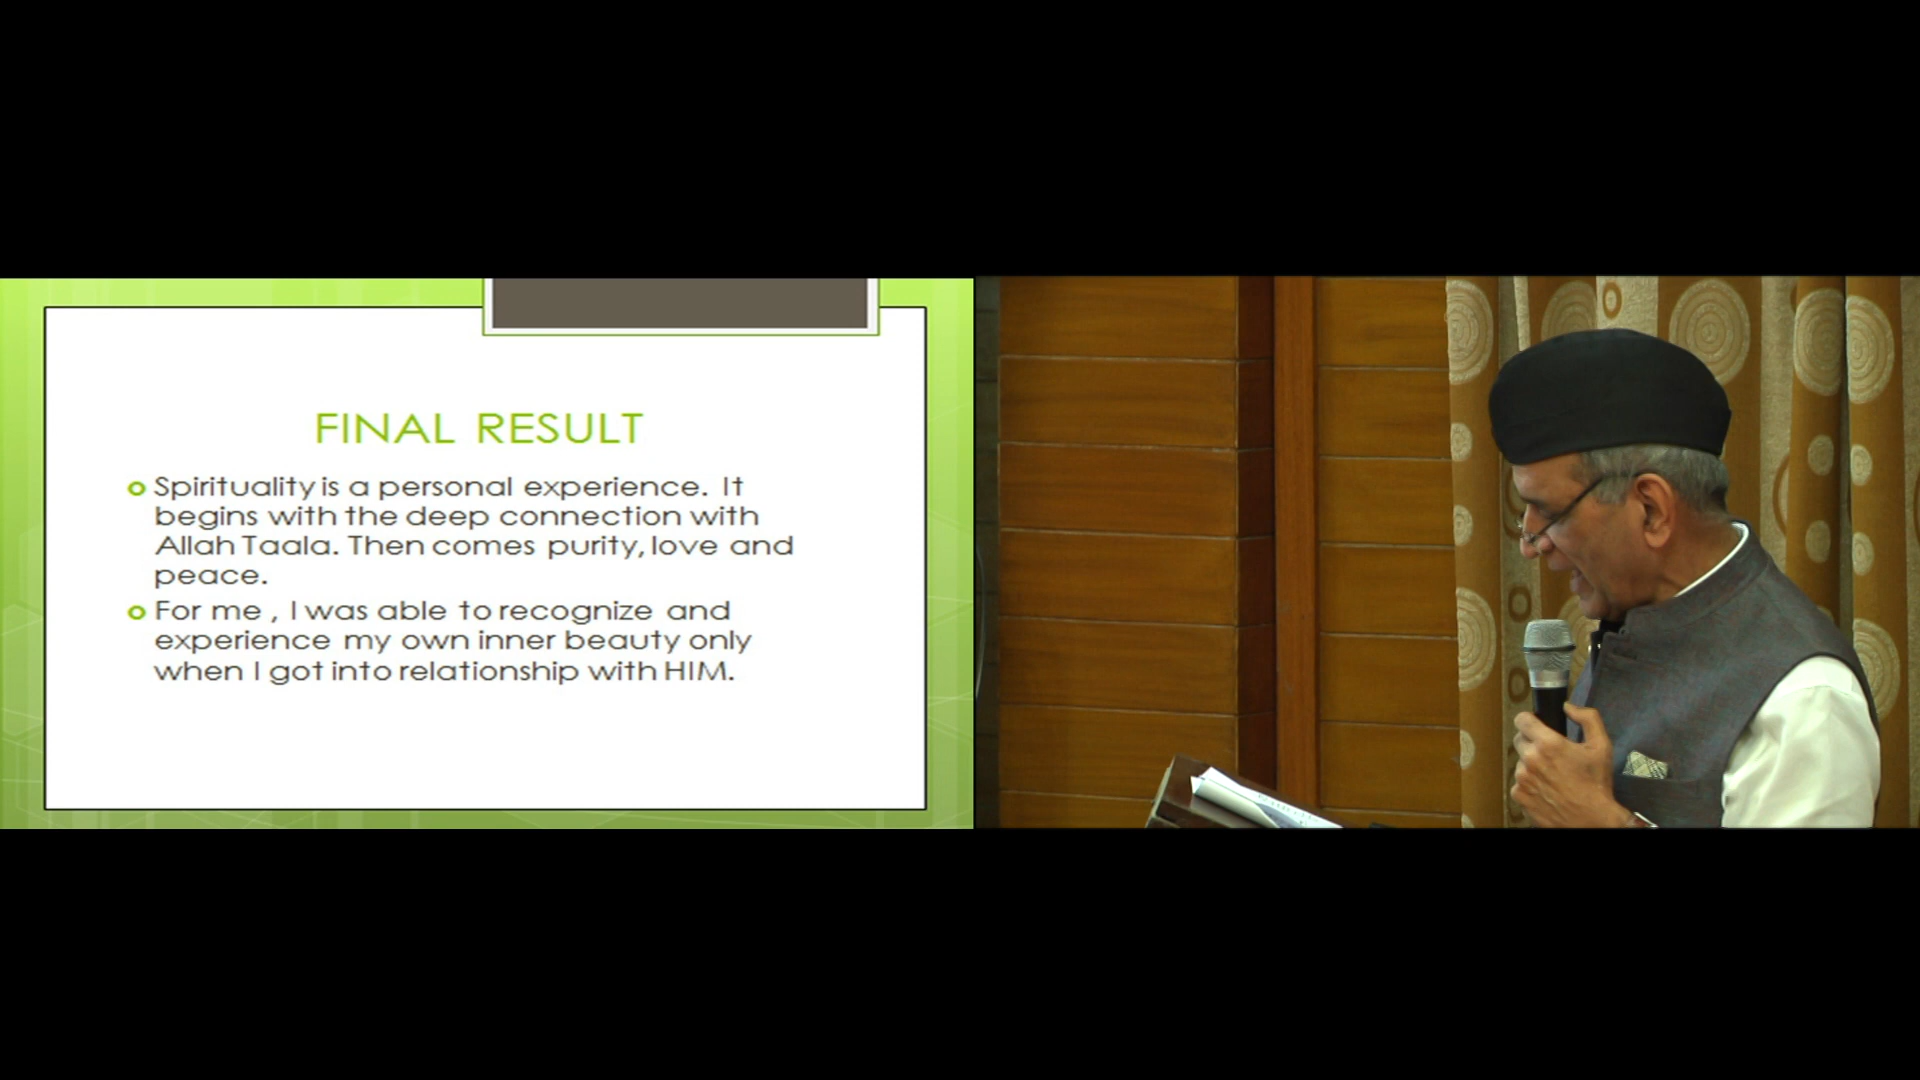 FINAL RESULT
Spirituality is a personal experience. It
begins with the deep connection with
Allah Taala. Then comes purity, love and
peace.
For me , I was able to recognize and
experience my own inner beauty only
when I got into relationship with HIM.